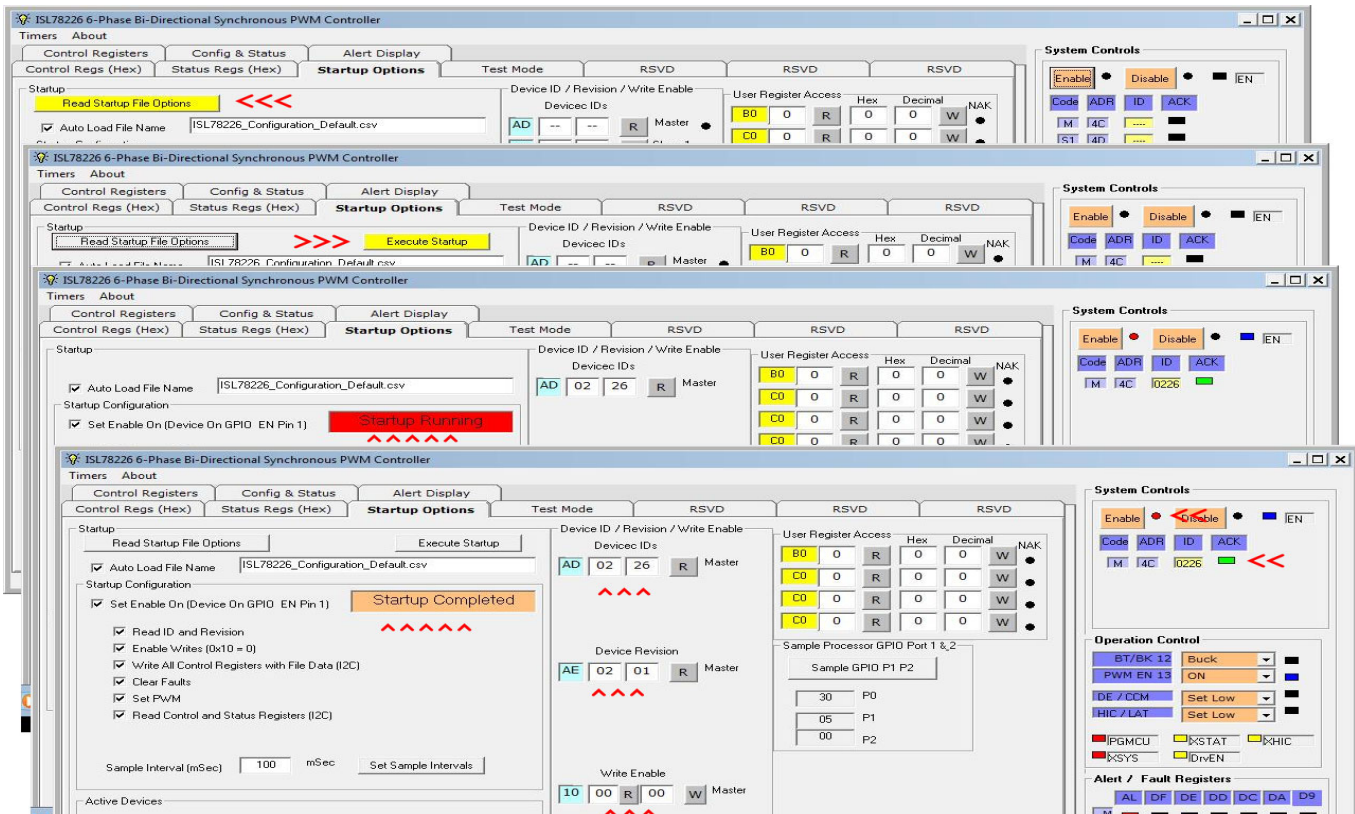 ISL78226 6-Phase Bi-Directional Synchronous PWM Controller
Timers About
Control Registers Config & Status Alert Display
Control Regs (Hex) Status Regs (Hex) Startup Options Test Mode RSVD RSVD RSVD
System Controls
Startup
Read Startup File Options <<<
Auto Load File Name ISL78226_Configuration_Default.csv
Device ID / Revision / Write Enable
Devicec IDs
AD -- -- R Master
User Register Access Hex Decimal NAK
B0 0 R 0 0 W
C0 0 R 0 0 W
Enable Disable EN
Code ADR ID ACK
M 4C ----
S1 4D ----
ISL78226 6-Phase Bi-Directional Synchronous PWM Controller
Timers About
Control Registers Config & Status Alert Display
Control Regs (Hex) Status Regs (Hex) Startup Options Test Mode RSVD RSVD RSVD
System Controls
Startup
Read Startup File Options >>> Execute Startup
Auto Load File Name ISL78226_Configuration_Default.csv
Device ID / Revision / Write Enable
Devicec IDs
AD -- -- R Master
User Register Access Hex Decimal NAK
B0 0 R 0 0 W
Enable Disable EN
Code ADR ID ACK
M 4C ----
ISL78226 6-Phase Bi-Directional Synchronous PWM Controller
Timers About
Control Registers Config & Status Alert Display
Control Regs (Hex) Status Regs (Hex) Startup Options Test Mode RSVD RSVD RSVD
System Controls
Startup
Auto Load File Name ISL78226_Configuration_Default.csv
Startup Configuration
Set Enable On (Device On GPIO EN Pin 1) Startup Running
^^^^^
Device ID / Revision / Write Enable
Devicec IDs
AD 02 26 R Master
User Register Access Hex Decimal NAK
B0 0 R 0 0 W
C0 0 R 0 0 W
C0 0 R 0 0 W
C0 0 R 0 0 W
Enable Disable EN
Code ADR ID ACK
M 4C 0226
ISL78226 6-Phase Bi-Directional Synchronous PWM Controller
Timers About
Control Registers Config & Status Alert Display
Control Regs (Hex) Status Regs (Hex) Startup Options Test Mode RSVD RSVD RSVD
Startup
Read Startup File Options Execute Startup
Auto Load File Name ISL78226_Configuration_Default.csv
Startup Configuration
Set Enable On (Device On GPIO EN Pin 1) Startup Completed
^^^^^
Read ID and Revision
Enable Writes (0x10 = 0)
Write All Control Registers with File Data (I2C)
Clear Faults
Set PWM
Read Control and Status Registers (I2C)
Sample Interval (mSec) 100 mSec Set Sample Intervals
Active Devices
Device ID / Revision / Write Enable
Devicec IDs
AD 02 26 R Master
^^^
Device Revision
AE 02 01 R Master
^^^
Write Enable
10 00 R 00 W Master
^^^
User Register Access Hex Decimal NAK
B0 0 R 0 0 W
C0 0 R 0 0 W
C0 0 R 0 0 W
C0 0 R 0 0 W
Sample Processor GPIO Port 1 & 2
Sample GPIO P1 P2
30 P0
05 P1
00 P2
System Controls
Enable << Disable EN
Code ADR ID ACK
M 4C 0226 <<
Operation Control
BT/BK 12 Buck
PWM EN 13 ON
DE / CCM Set Low
HIC / LAT Set Low
PGMCU XSTAT XHIC
XSYS DrvEN
Alert / Fault Registers
AL DF DE DD DC DA D9